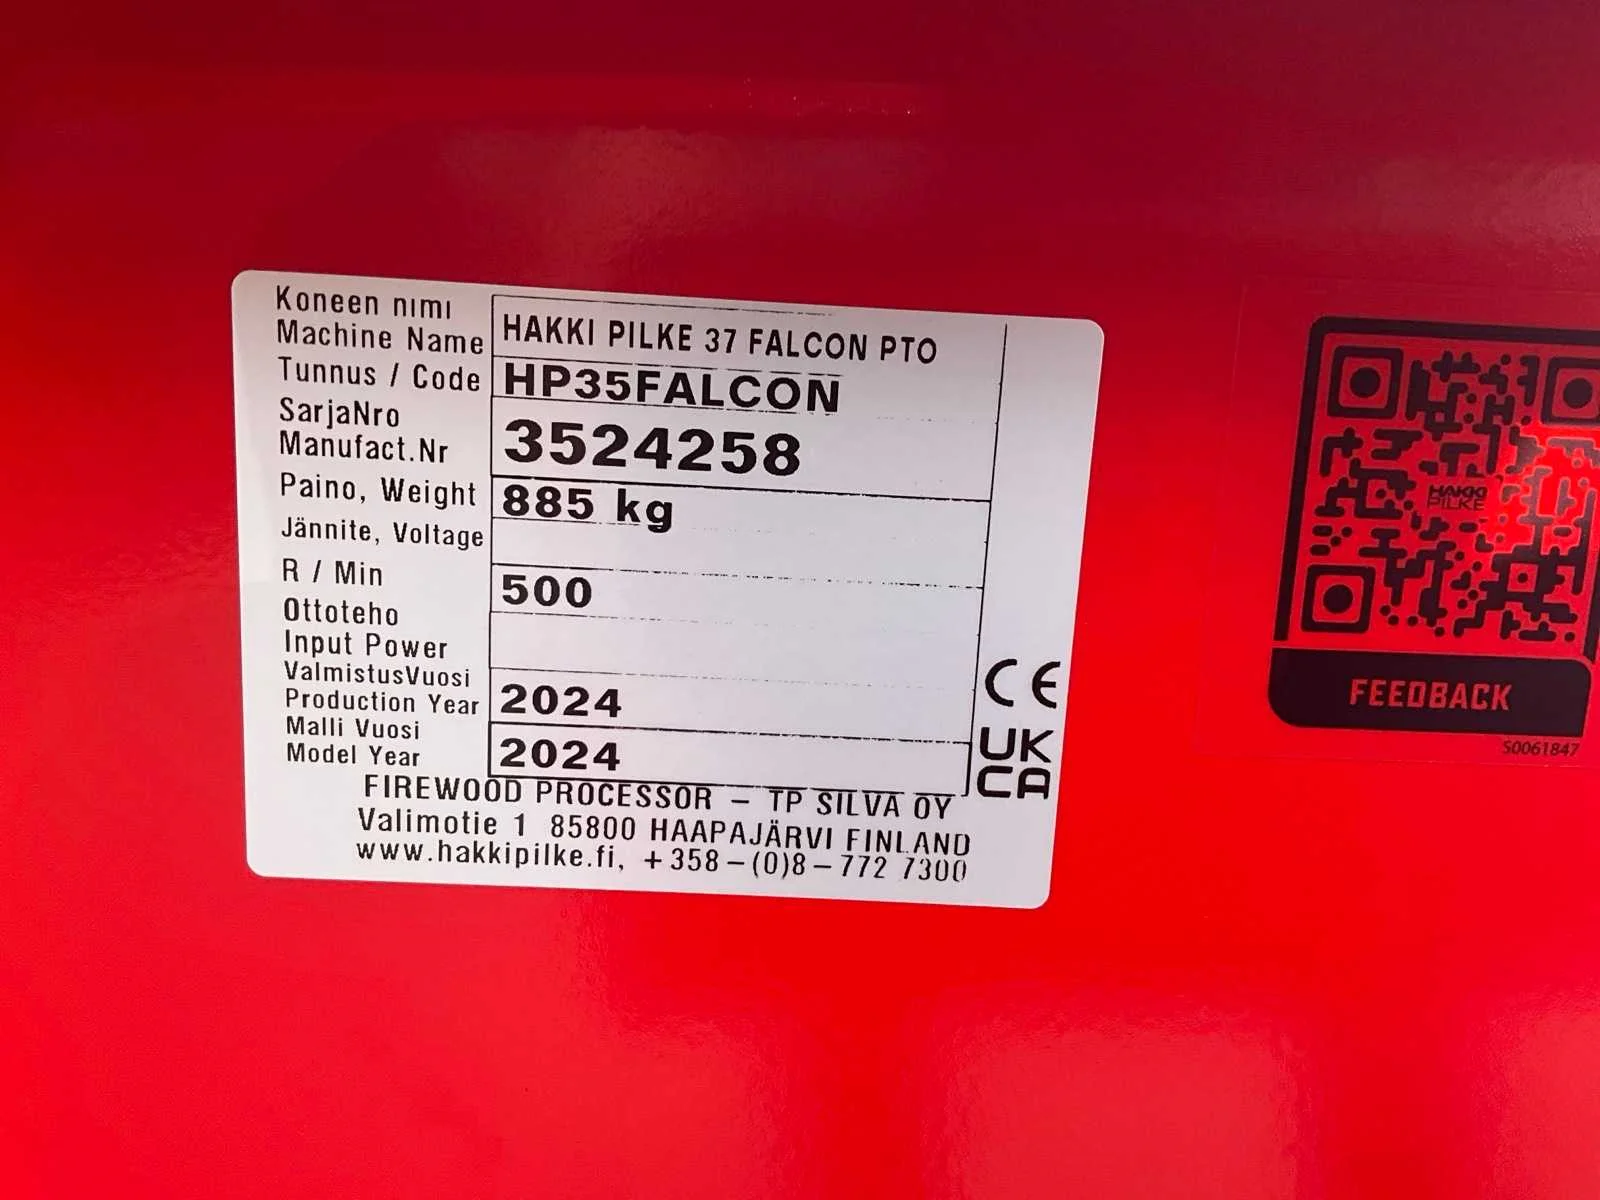 Koneen nimi
Machine Name HAKKI PILKE 37 FALCON PTO
Tunnus / Code HP35FALCON
SarjaNro
Manufact.Nr 3524258
Paino, Weight 885 kg
Jännite, Voltage
R / Min 500
Ottoteho
Input Power
ValmistusVuosi
Production Year 2024
Malli Vuosi
Model Year 2024
CE
UK
CA
FIREWOOD PROCESSOR – TP SILVA OY
Valimotie 1 85800 HAAPAJÄRVI FINLAND
www.hakkipilke.fi, +358–(0)8–772 7300
HAKKI
PILKE
FEEDBACK
S0061847